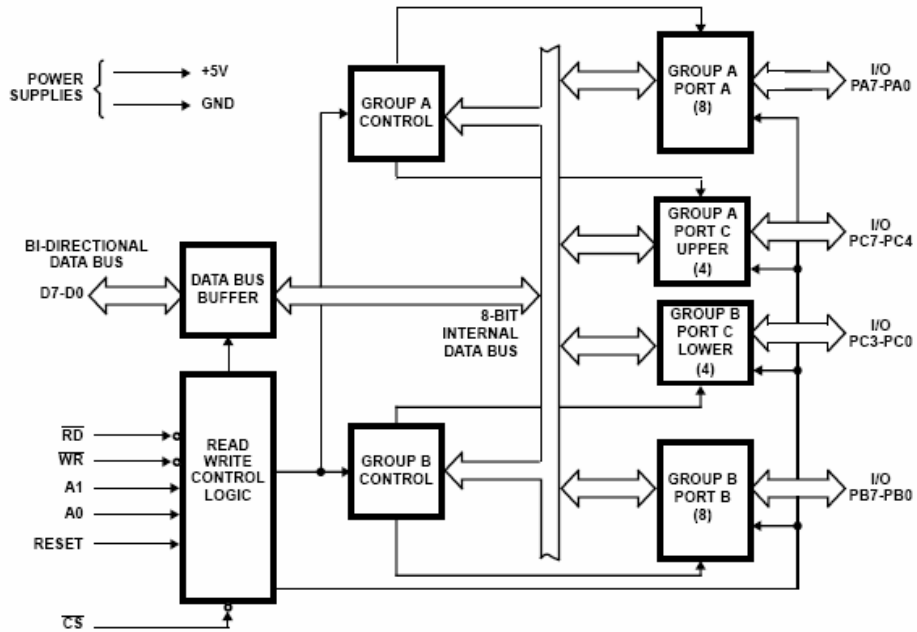 POWER
SUPPLIES
+5V
GND
GROUP A
CONTROL
GROUP A
PORT A
(8)
I/O
PA7-PA0
GROUP A
PORT C
UPPER
(4)
I/O
PC7-PC4
BI-DIRECTIONAL
DATA BUS
D7-D0
DATA BUS
BUFFER
8-BIT
INTERNAL
DATA BUS
GROUP B
PORT C
LOWER
(4)
I/O
PC3-PC0
RD
WR
A1
A0
RESET
CS
READ
WRITE
CONTROL
LOGIC
GROUP B
CONTROL
GROUP B
PORT B
(8)
I/O
PB7-PB0